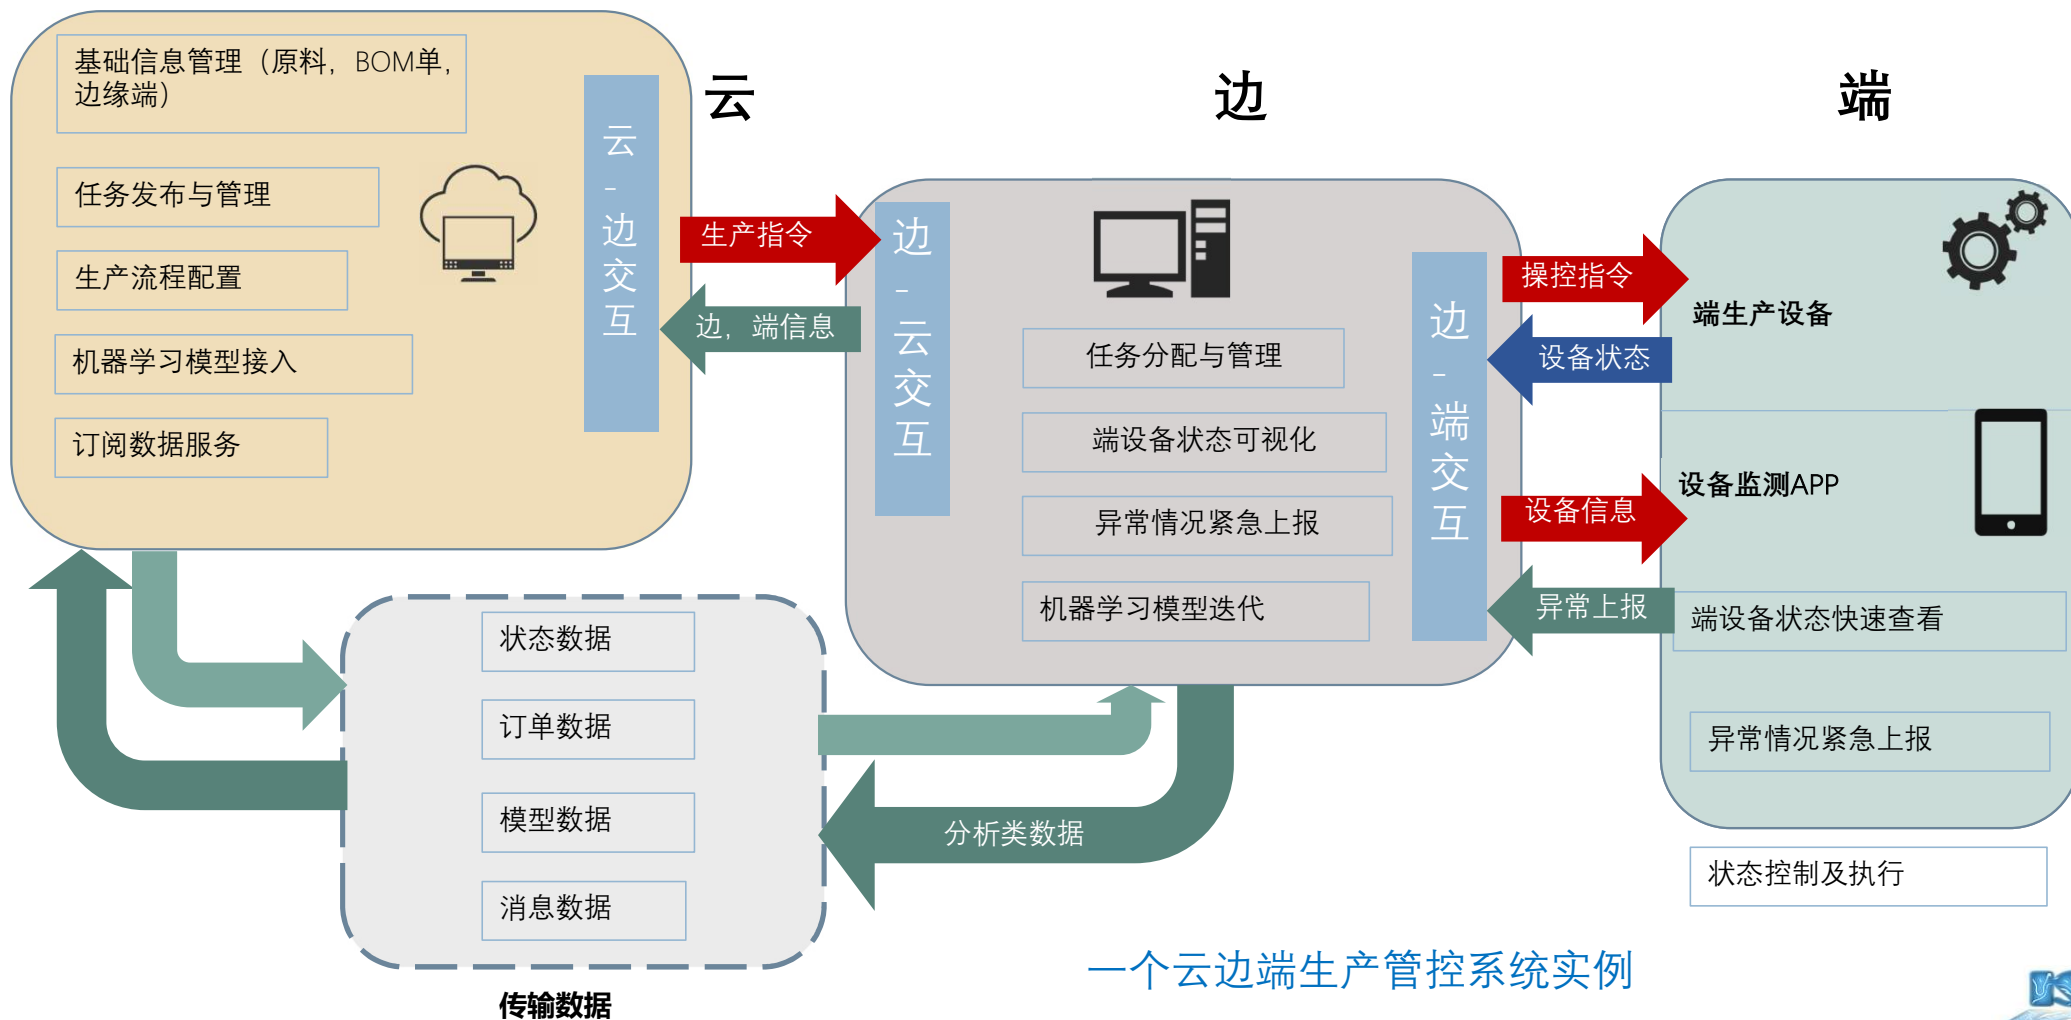 云
边
端
基础信息管理（原料，BOM单，
边缘端）
任务发布与管理
生产流程配置
机器学习模型接入
订阅数据服务
云-边交互
生产指令
边，端信息
边-云交互
任务分配与管理
端设备状态可视化
异常情况紧急上报
机器学习模型迭代
边-端交互
操控指令
设备状态
设备信息
异常上报
端生产设备
设备监测APP
端设备状态快速查看
异常情况紧急上报
状态控制及执行
状态数据
订单数据
模型数据
消息数据
传输数据
分析类数据
一个云边端生产管控系统实例